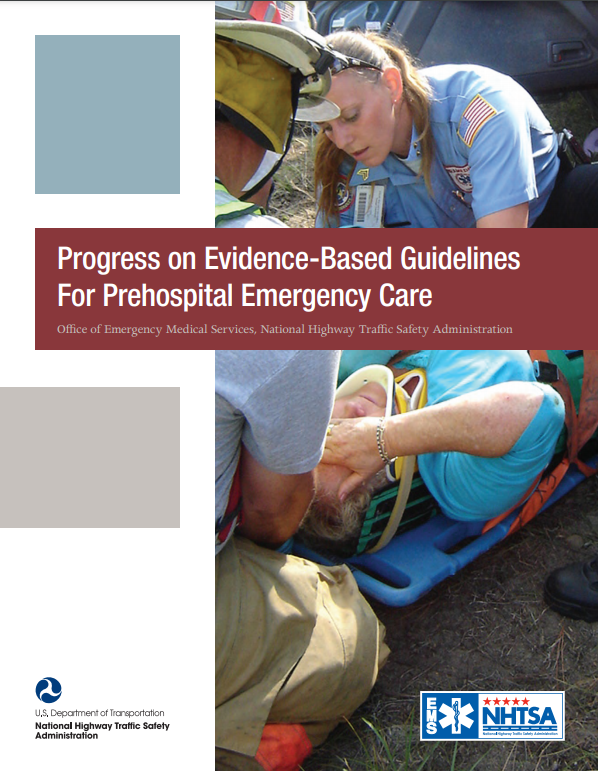 Progress on Evidence-Based Guidelines
For Prehospital Emergency Care
Office of Emergency Medical Services, National Highway Traffic Safety Administration
U.S. Department of Transportation
National Highway Traffic Safety
Administration
EMS
NHTSA
National Highway Traffic Safety Administration